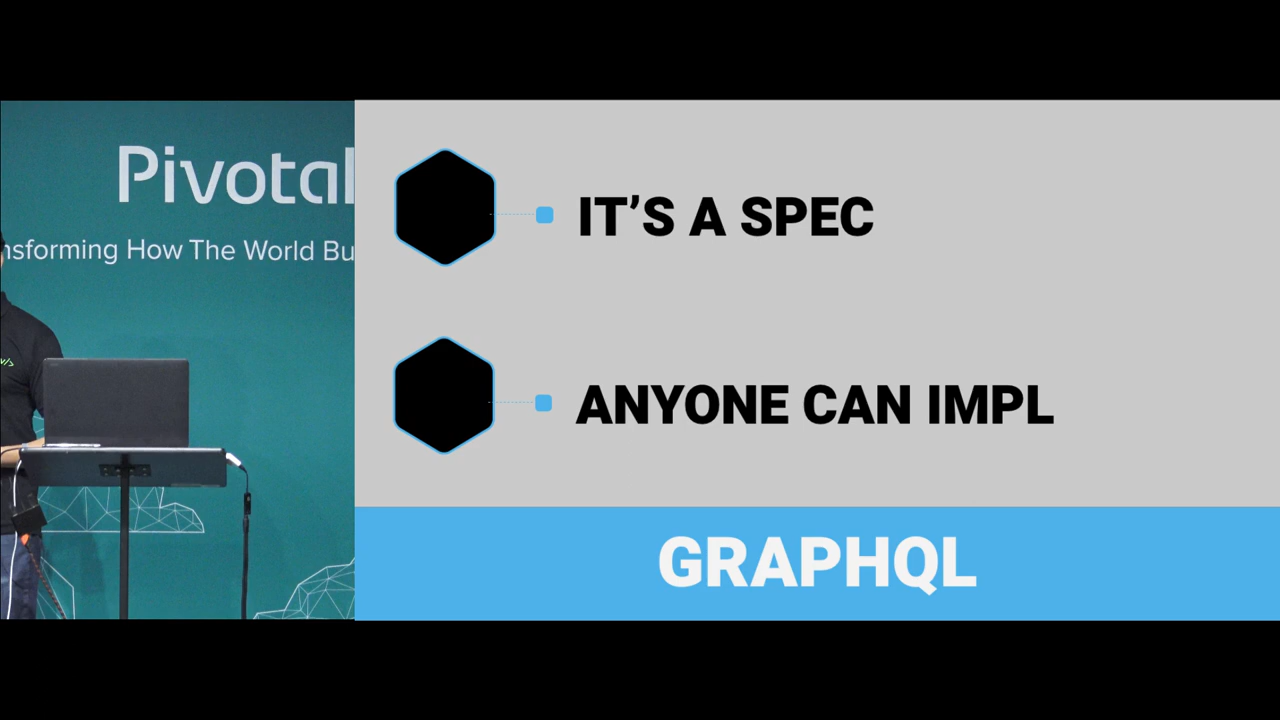 Pivotal
nsforming How The World Bu
IT’S A SPEC
ANYONE CAN IMPL
GRAPHQL